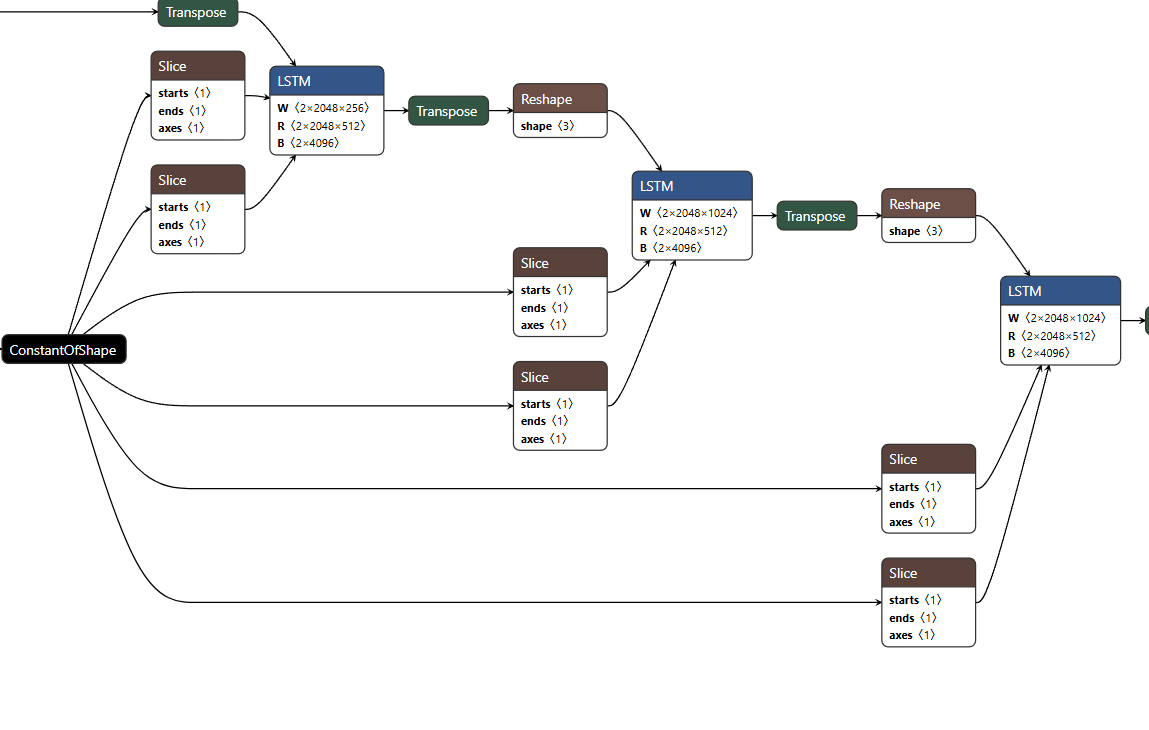 Transpose
Slice
starts〈1〉
ends〈1〉
axes〈1〉
LSTM
W〈2×2048×256〉
R〈2×2048×512〉
B〈2×4096〉
Transpose
Reshape
shape〈3〉
Slice
starts〈1〉
ends〈1〉
axes〈1〉
LSTM
W〈2×2048×1024〉
R〈2×2048×512〉
B〈2×4096〉
Transpose
Reshape
shape〈3〉
Slice
starts〈1〉
ends〈1〉
axes〈1〉
LSTM
W〈2×2048×1024〉
R〈2×2048×512〉
B〈2×4096〉
ConstantOfShape
Slice
starts〈1〉
ends〈1〉
axes〈1〉
Slice
starts〈1〉
ends〈1〉
axes〈1〉
Slice
starts〈1〉
ends〈1〉
axes〈1〉